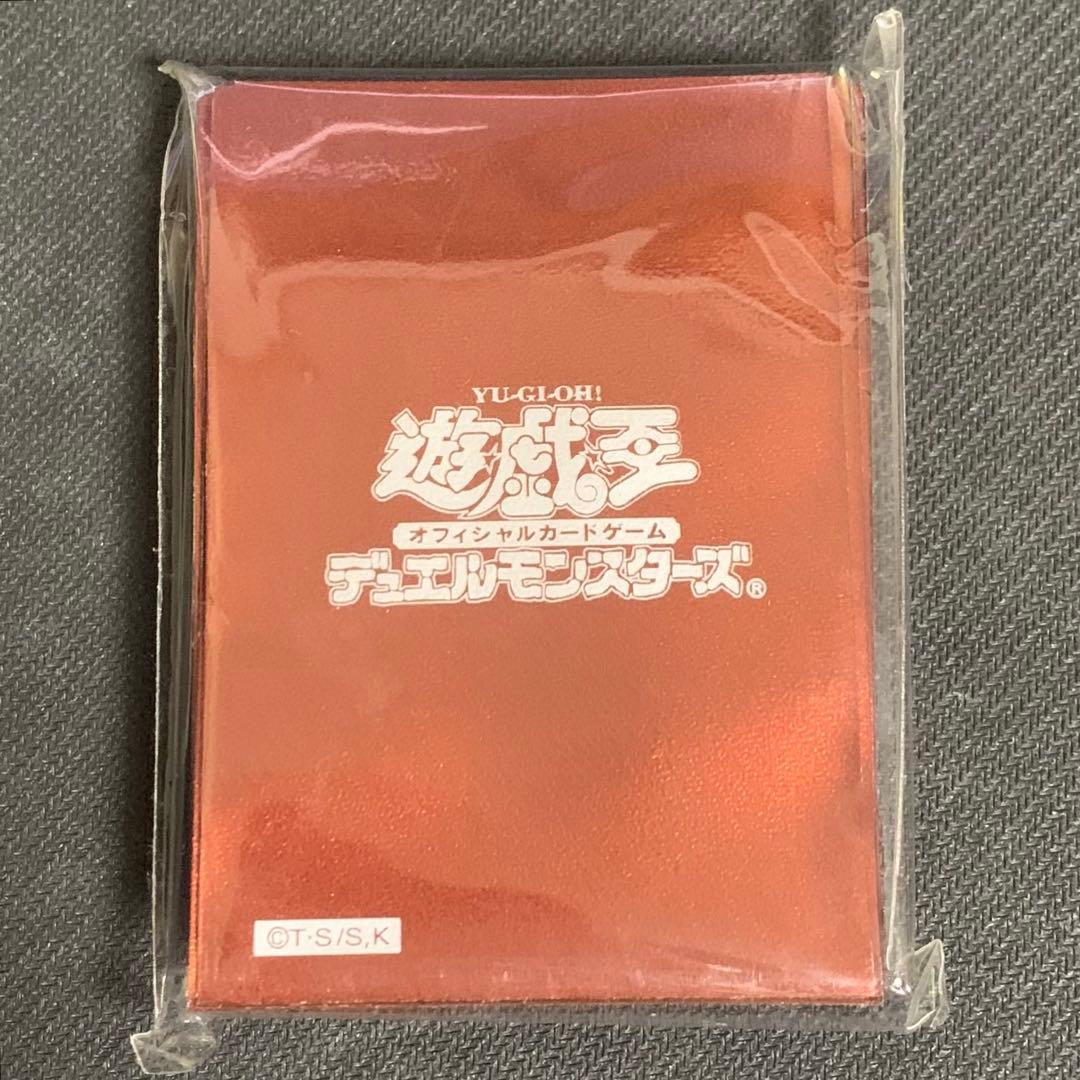 YU-GI-OH!
遊戯王
オフィシャルカードゲーム
デュエルモンスターズ®
©T·S/S,K